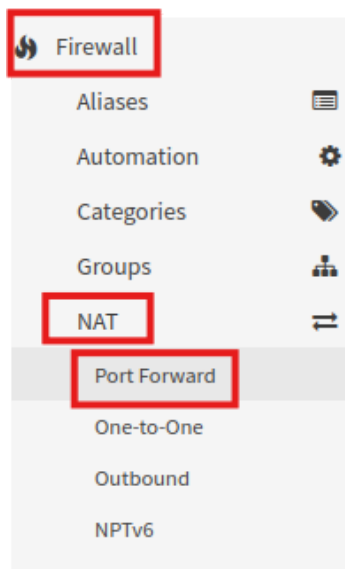 Firewall
Aliases
Automation
Categories
Groups
NAT
Port Forward
One-to-One
Outbound
NPTv6